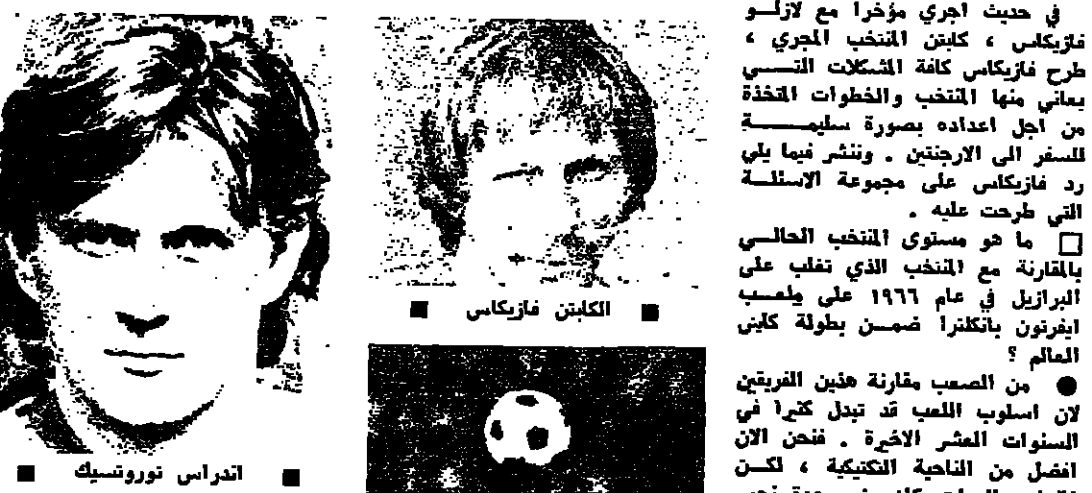 في حديث اجري مؤخرا مع لازلو
فازيكاس ، كابتن المنتخب المجري ،
طرح فازيكاس كافة المشكلات التي
يعاني منها المنتخب والخطوات المتخذة
من اجل اعداده بصورة سليمة
للسفر الى الارجنتين . وننشر فيما يلي
رد فازيكاس على مجموعة الاسئلة
التي طرحت عليه .
□ ما هو مستوى المنتخب الحالي
بالمقارنة مع المنتخب الذي تغلب على
البرازيل في عام ١٩٦٦ على ملعب
ايفرتون بانكلترا ضمن بطولة كاس
العالم ؟
● من الصعب مقارنة هذين الفريقين
لان اسلوب اللعب قد تبدل كثيرا في
السنوات العشر الاخيرة . فنحن الان
افضل من الناحية التكنيكية ، لكن
■ الكابتن فازيكاس ■
■ اندراس توروتسيك ■